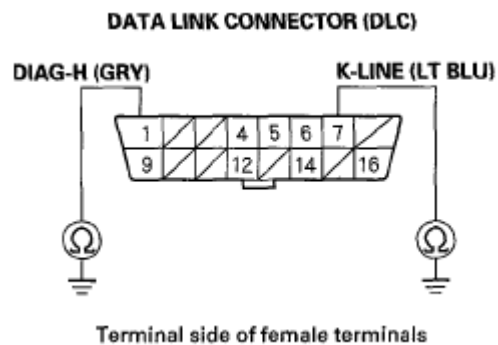 DATA LINK CONNECTOR (DLC)
DIAG-H (GRY) K-LINE (LT BLU)
1 4 5 6 7
9 12 14 16
Ω Ω
Terminal side of female terminals